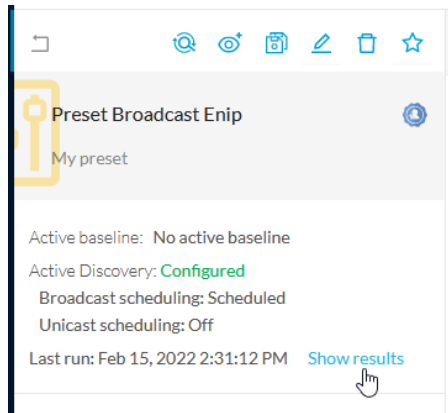 Preset Broadcast Enip
My preset
Active baseline: No active baseline
Active Discovery: Configured
Broadcast scheduling: Scheduled
Unicast scheduling: Off
Last run: Feb 15, 2022 2:31:12 PM Show results